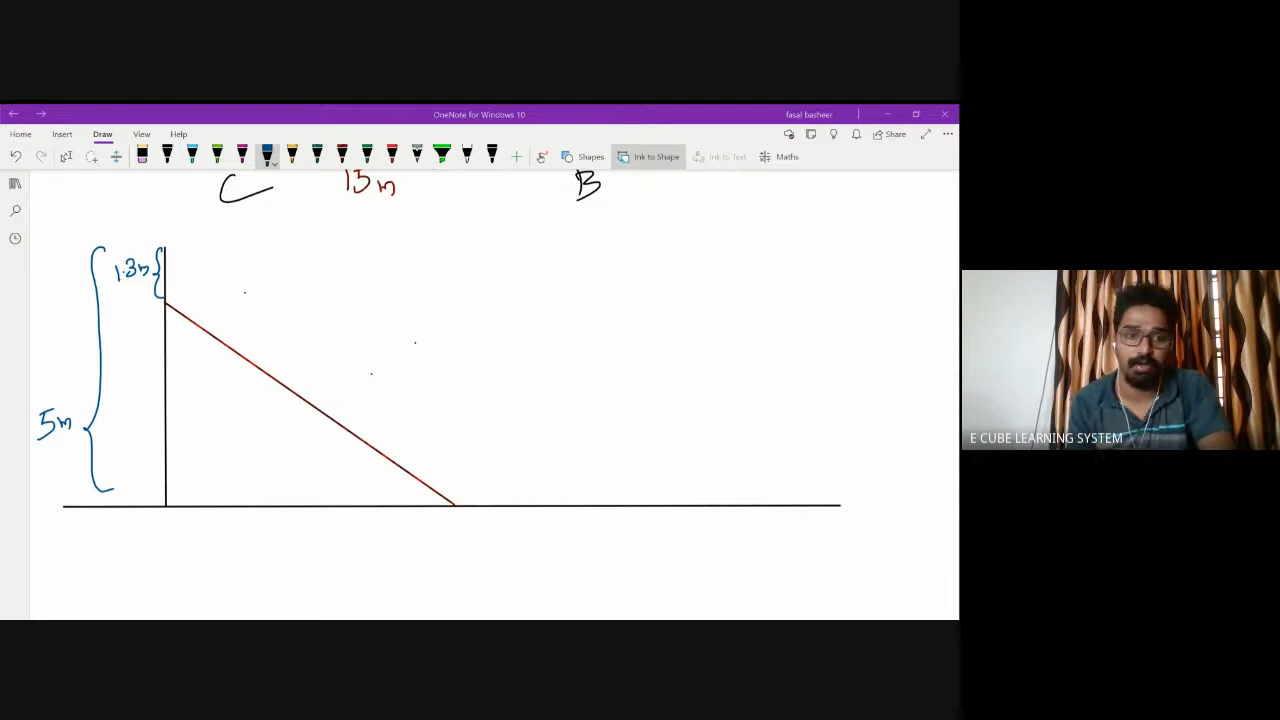 OneNote for Windows 10
fasal basheer
Home Insert Draw View Help
Share
Shapes Ink to Shape Ink to Text Maths
C 15m B
1.3m
5m
E CUBE LEARNING SYSTEM